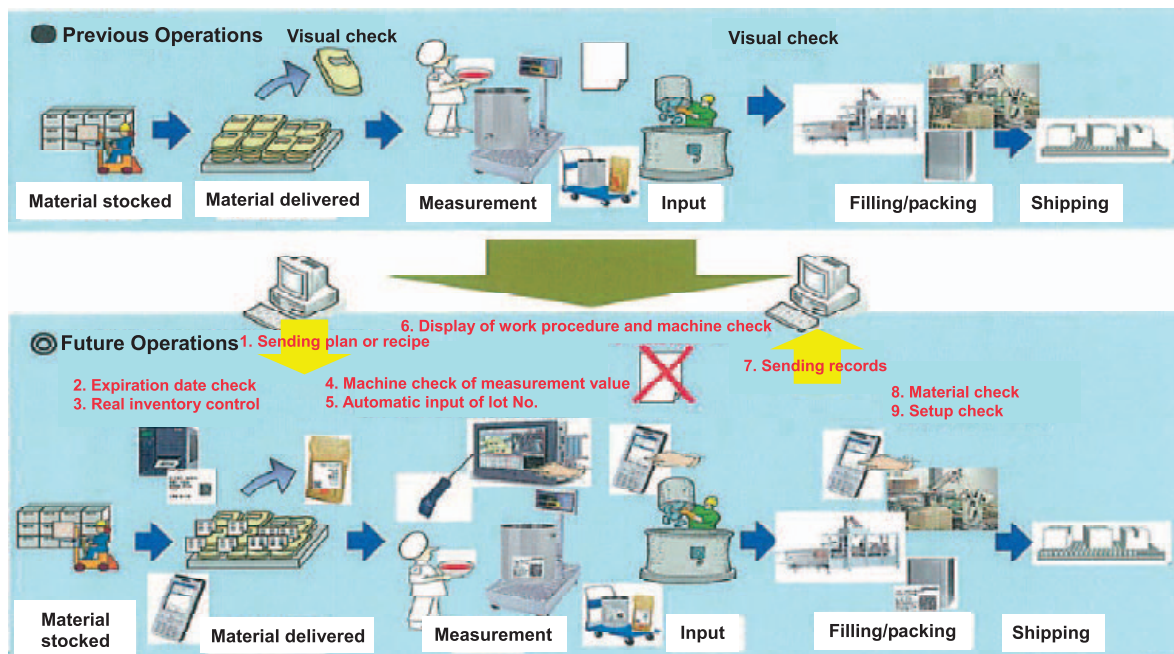 Previous Operations
Visual check
Visual check
Material stocked
Material delivered
Measurement
Input
Filling/packing
Shipping
Future Operations
1. Sending plan or recipe
6. Display of work procedure and machine check
7. Sending records
2. Expiration date check
3. Real inventory control
4. Machine check of measurement value
5. Automatic input of lot No.
8. Material check
9. Setup check
Material
stocked
Material delivered
Measurement
Input
Filling/packing
Shipping